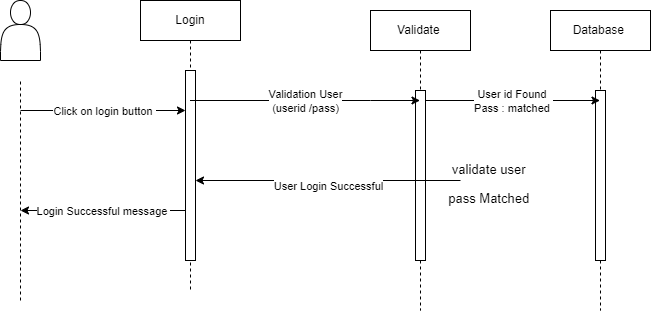 Login
Validate
Database
Validation User
(userid /pass)
User id Found
Pass : matched
Click on login button
validate user
User Login Successful
pass Matched
Login Successful message